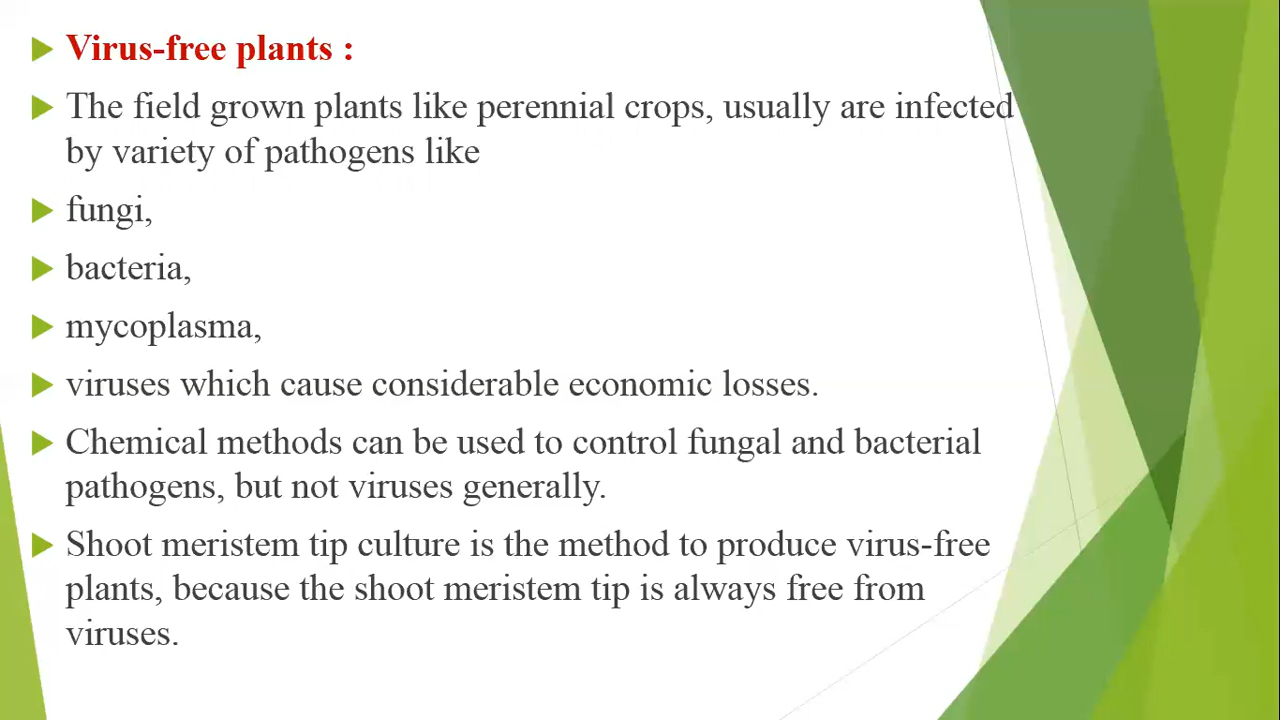 Virus-free plants :
The field grown plants like perennial crops, usually are infected
by variety of pathogens like
fungi,
bacteria,
mycoplasma,
viruses which cause considerable economic losses.
Chemical methods can be used to control fungal and bacterial
pathogens, but not viruses generally.
Shoot meristem tip culture is the method to produce virus-free
plants, because the shoot meristem tip is always free from
viruses.